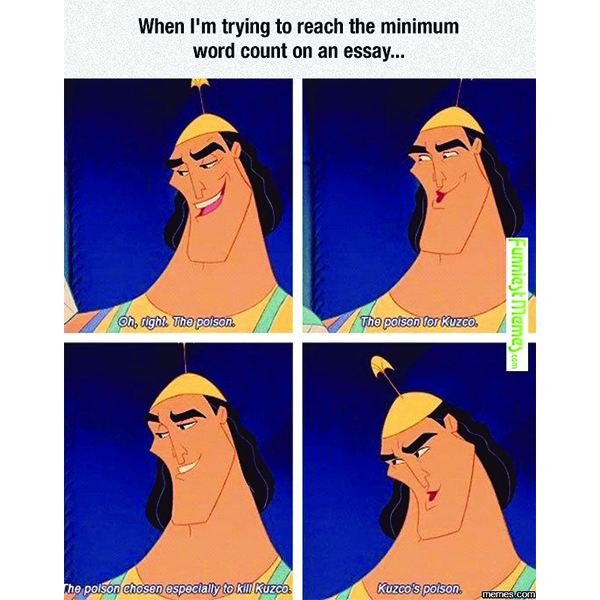 When I'm trying to reach the minimum
word count on an essay...
Oh, right. The poison.
The poison for Kuzco.
FunniestMemes.com
The poison chosen especially to kill Kuzco.
Kuzco's poison.
memes.com